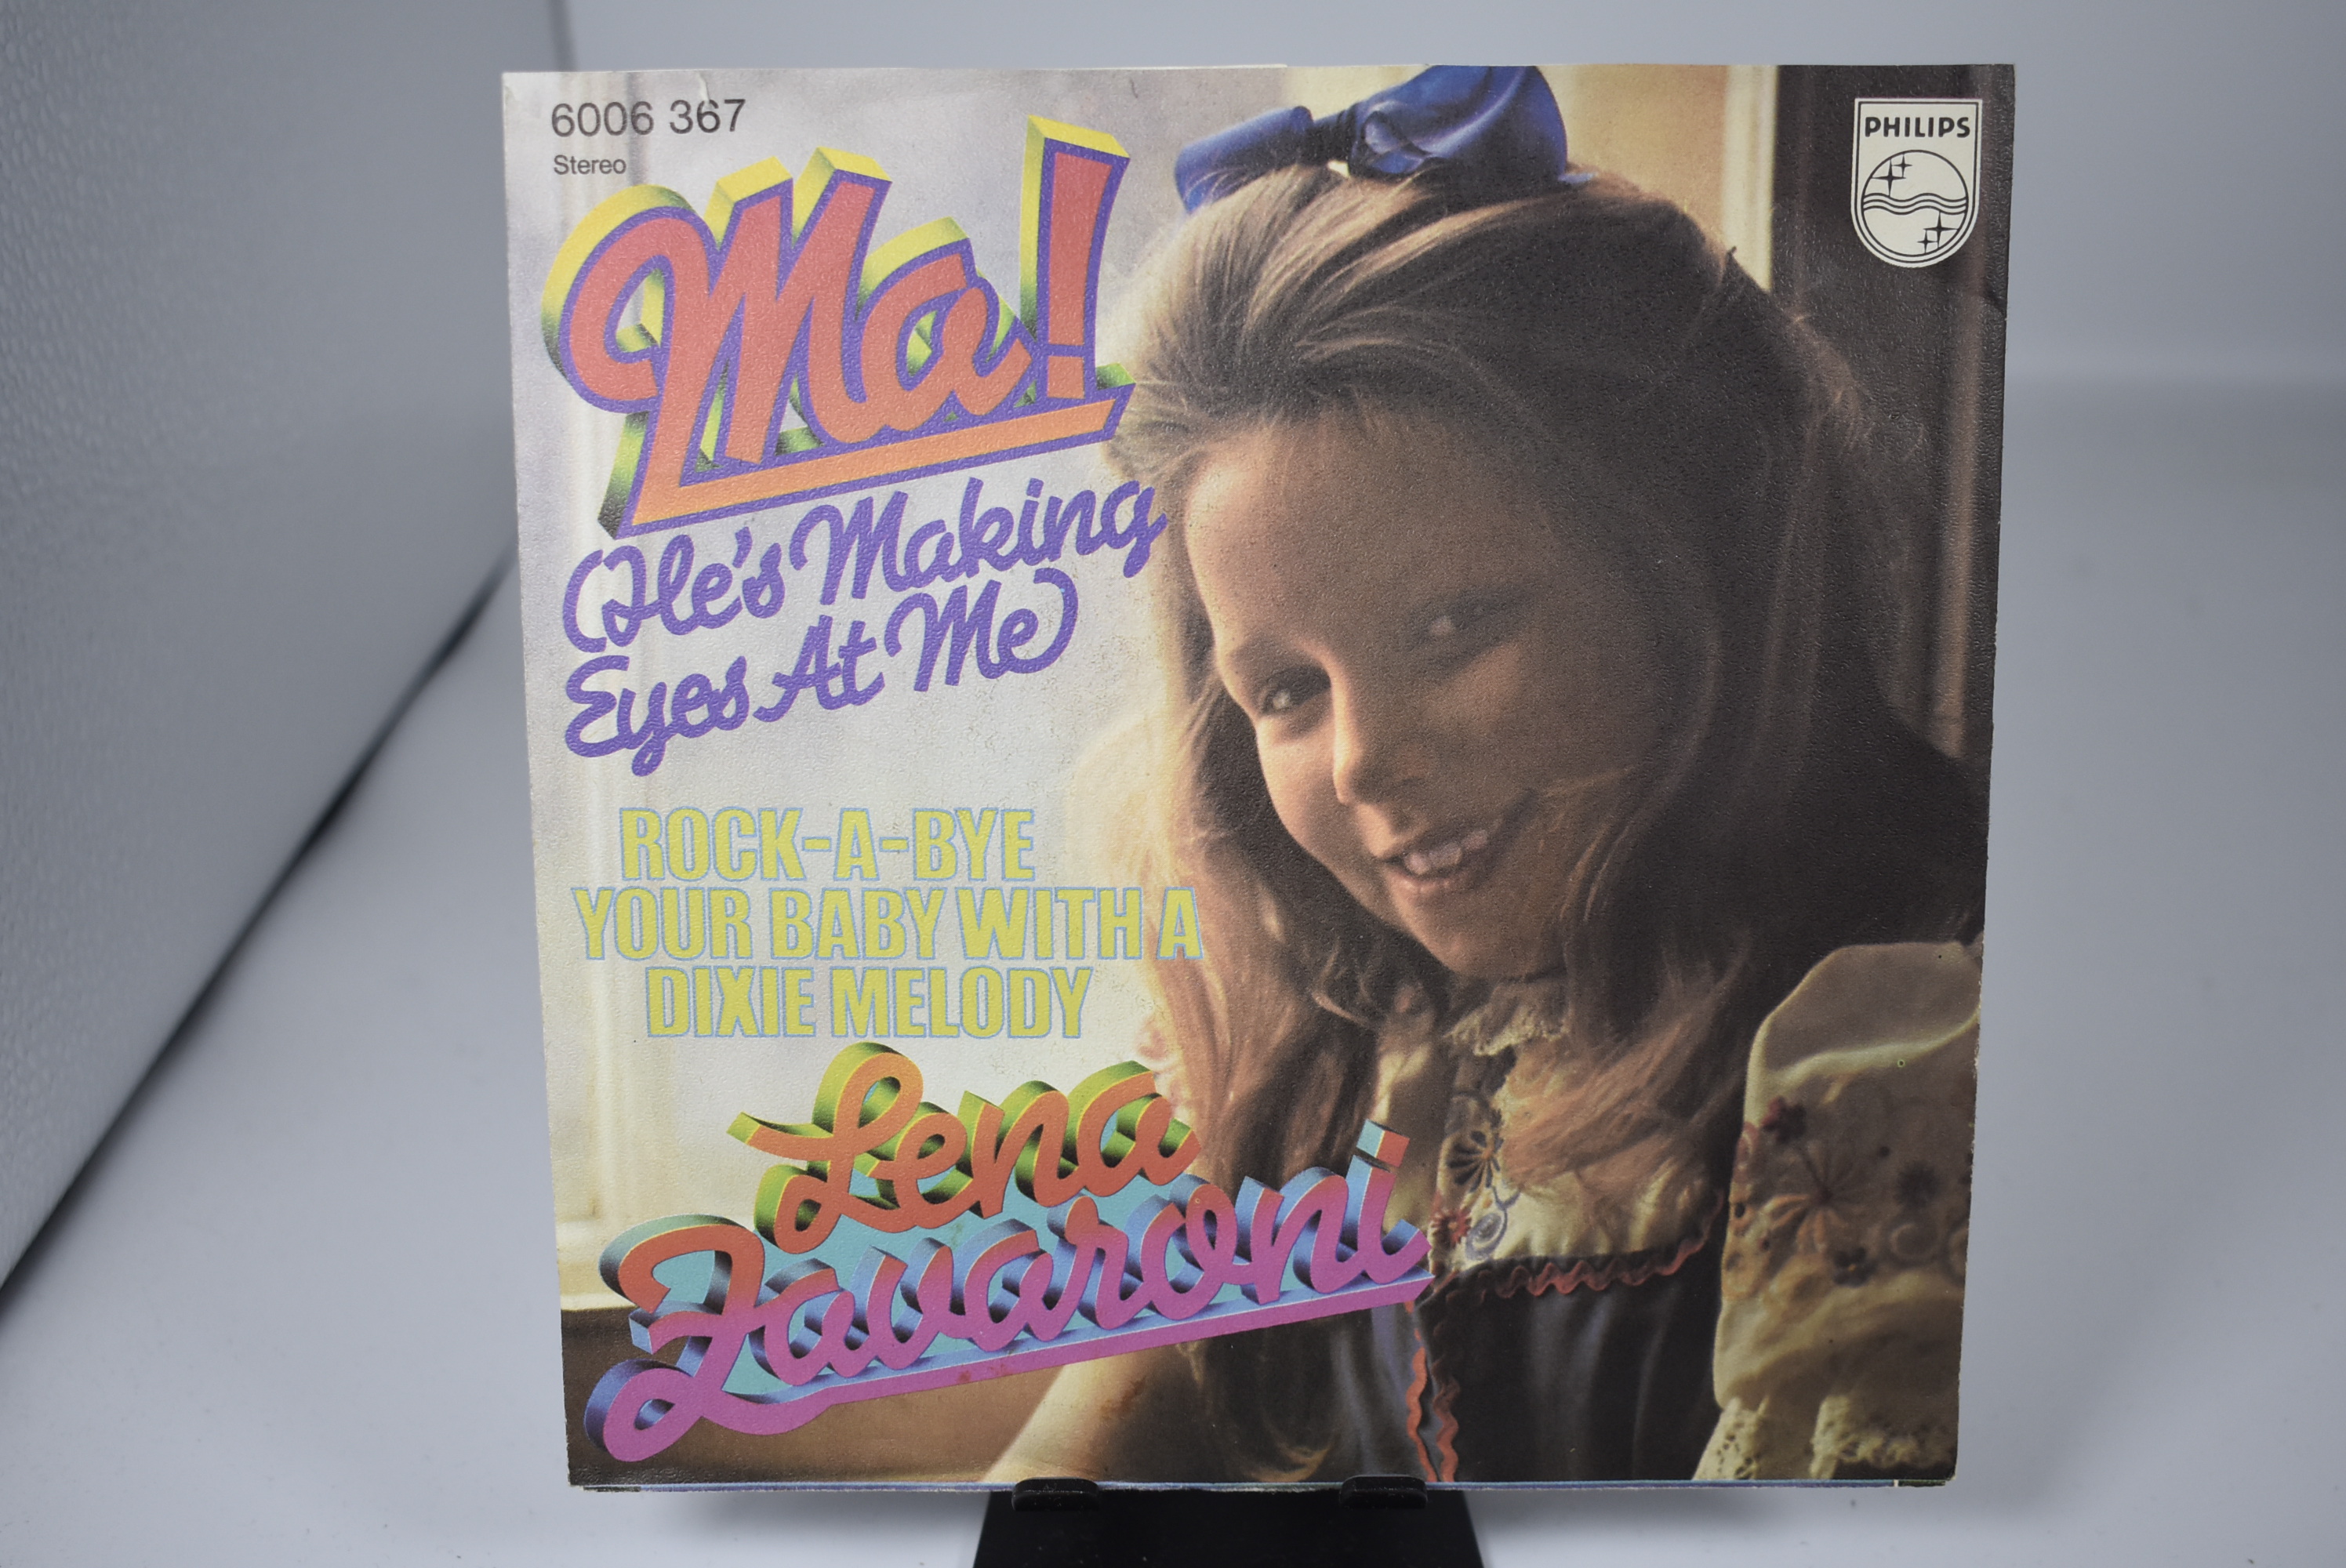 6006 367
Stereo
PHILIPS
Ma!
(He's Making
Eyes At Me)
ROCK-A-BYE
YOUR BABY WITH A
DIXIE MELODY
Lena
Zavaroni